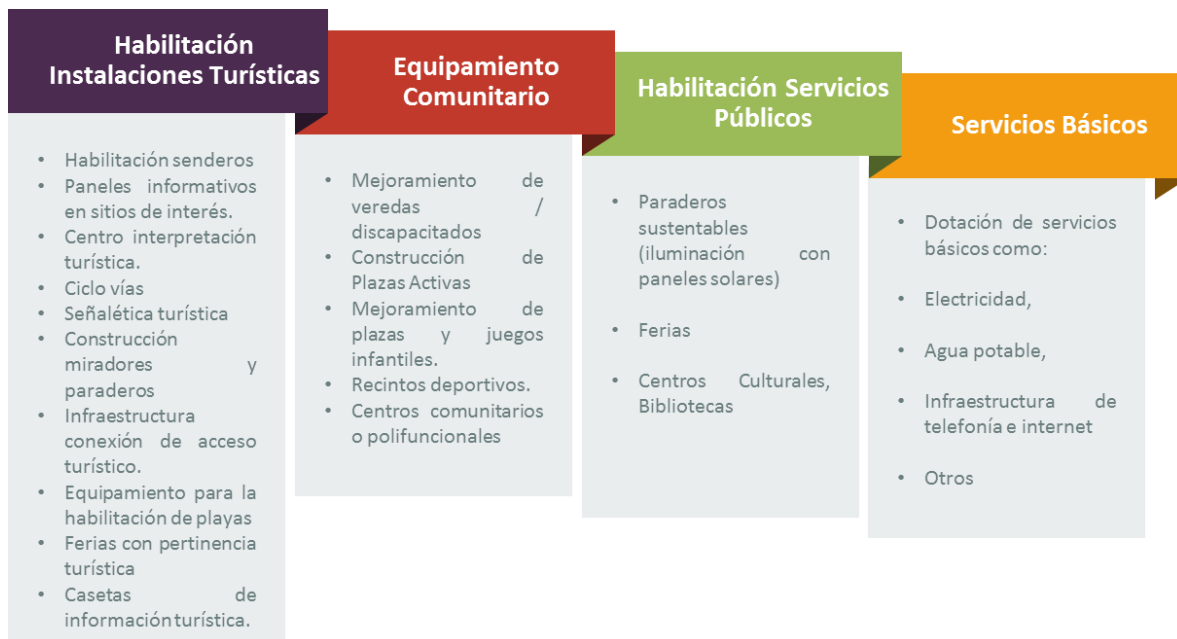 Habilitación
Instalaciones Turísticas
• Habilitación senderos
• Paneles informativos
en sitios de interés.
• Centro interpretación
turística.
• Ciclo vías
• Señalética turística
• Construcción
miradores y
paraderos
• Infraestructura
conexión de acceso
turístico.
• Equipamiento para la
habilitación de playas
• Ferias con pertinencia
turística
• Casetas de
información turística.
Equipamiento
Comunitario
• Mejoramiento de
veredas /
discapacitados
• Construcción de
Plazas Activas
• Mejoramiento de
plazas y juegos
infantiles.
• Recintos deportivos.
• Centros comunitarios
o polifuncionales
Habilitación Servicios
Públicos
• Paraderos
sustentables
(iluminación con
paneles solares)
• Ferias
• Centros Culturales,
Bibliotecas
Servicios Básicos
• Dotación de servicios
básicos como:
• Electricidad,
• Agua potable,
• Infraestructura de
telefonía e internet
• Otros